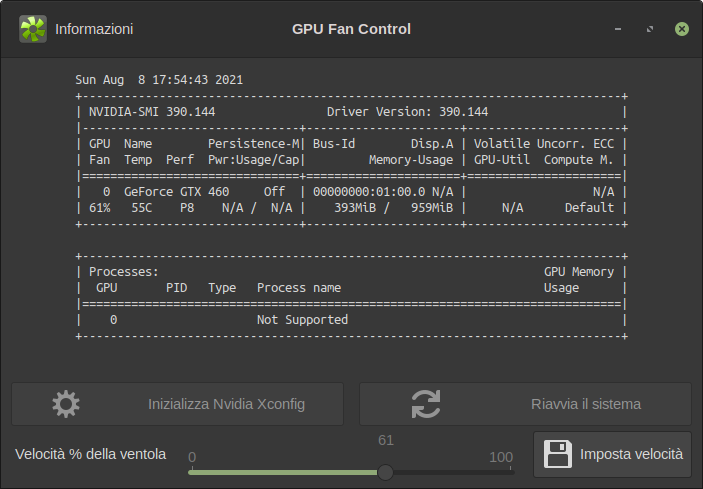 Informazioni GPU Fan Control
Sun Aug  8 17:54:43 2021
+-----------------------------------------------------------------------------+
| NVIDIA-SMI 390.144                Driver Version: 390.144                   |
|-------------------------------+----------------------+----------------------+
| GPU  Name        Persistence-M| Bus-Id        Disp.A | Volatile Uncorr. ECC |
| Fan  Temp  Perf  Pwr:Usage/Cap|         Memory-Usage | GPU-Util  Compute M. |
|===============================+======================+======================|
|   0  GeForce GTX 460     Off  | 00000000:01:00.0 N/A |                  N/A |
| 61%   55C    P8    N/A /  N/A |    393MiB /   959MiB |     N/A      Default |
+-------------------------------+----------------------+----------------------+
+-----------------------------------------------------------------------------+
| Processes:                                                       GPU Memory |
|  GPU       PID   Type   Process name                             Usage      |
|=============================================================================|
|    0                    Not Supported                                       |
+-----------------------------------------------------------------------------+
Inizializza Nvidia Xconfig
Riavvia il sistema
Velocità % della ventola
0
61
100
Imposta velocità